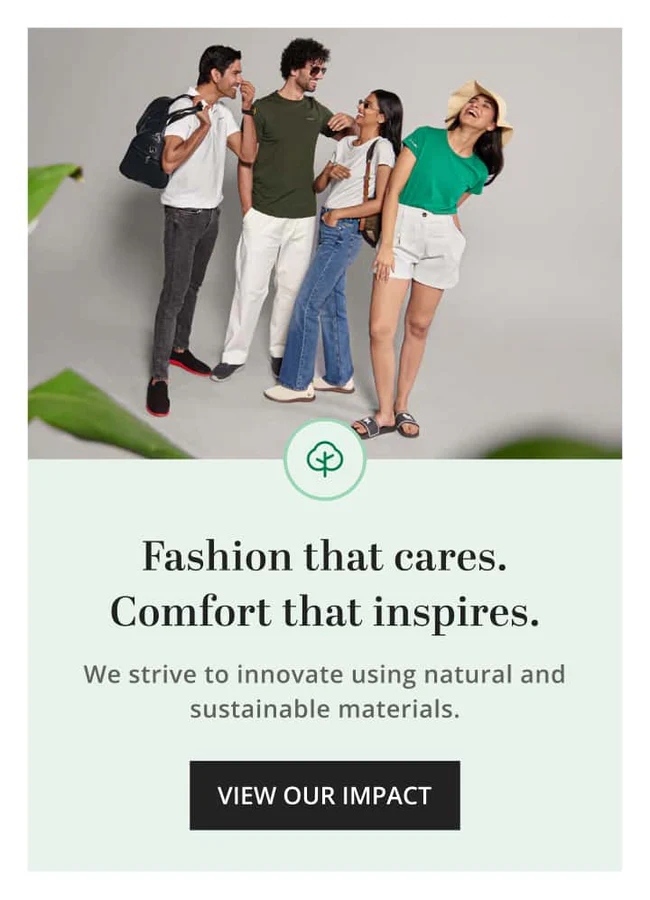 Fashion that cares.
Comfort that inspires.
We strive to innovate using natural and
sustainable materials.
VIEW OUR IMPACT